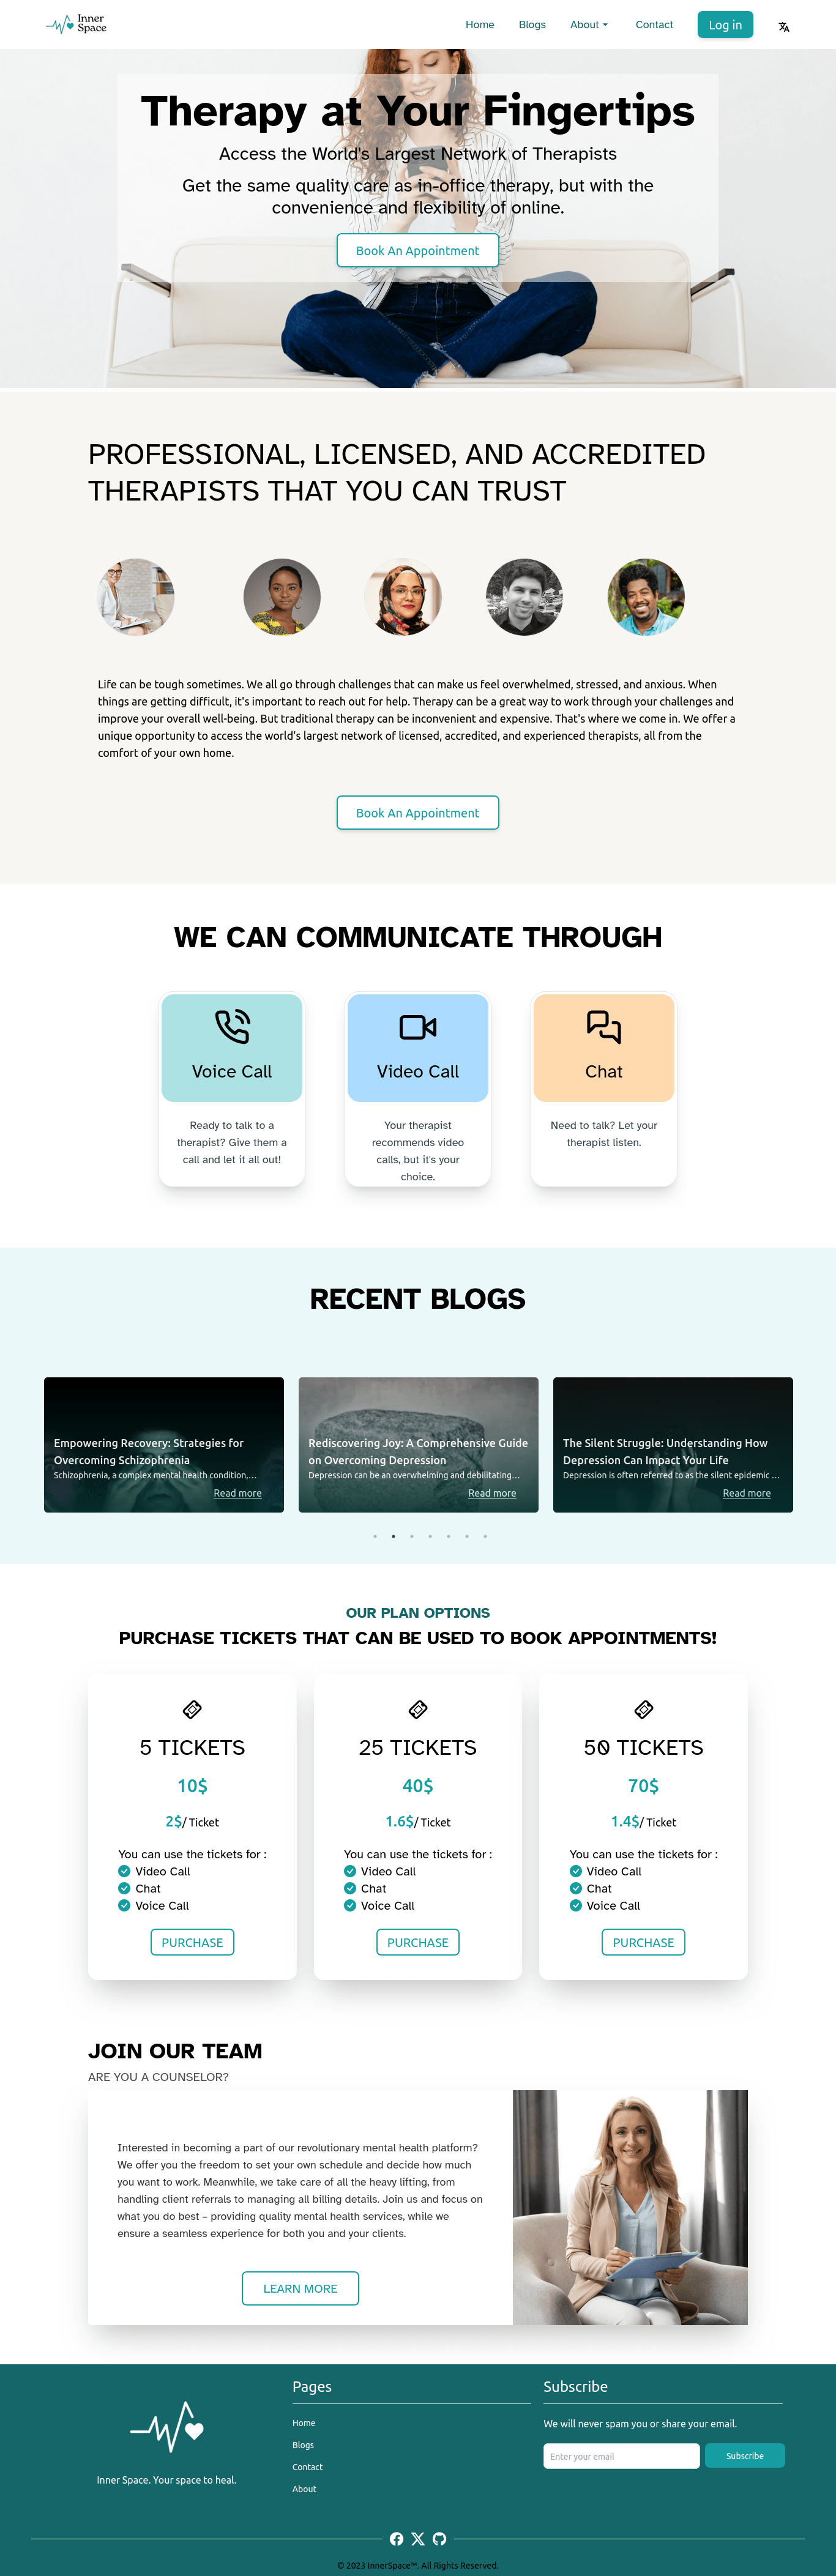 Inner
Space
Home
Blogs
About
Contact
Log in
Therapy at Your Fingertips
Access the World's Largest Network of Therapists
Get the same quality care as in-office therapy, but with the
convenience and flexibility of online.
Book An Appointment
PROFESSIONAL, LICENSED, AND ACCREDITED
THERAPISTS THAT YOU CAN TRUST
Life can be tough sometimes. We all go through challenges that can make us feel overwhelmed, stressed, and anxious. When
things are getting difficult, it's important to reach out for help. Therapy can be a great way to work through your challenges and
improve your overall well-being. But traditional therapy can be inconvenient and expensive. That's where we come in. We offer a
unique opportunity to access the world's largest network of licensed, accredited, and experienced therapists, all from the
comfort of your own home.
Book An Appointment
WE CAN COMMUNICATE THROUGH
Voice Call
Ready to talk to a
therapist? Give them a
call and let it all out!
Video Call
Your therapist
recommends video
calls, but it's your
choice.
Chat
Need to talk? Let your
therapist listen.
RECENT BLOGS
Empowering Recovery: Strategies for
Overcoming Schizophrenia
Schizophrenia, a complex mental health condition,...
Read more
Rediscovering Joy: A Comprehensive Guide
on Overcoming Depression
Depression can be an overwhelming and debilitating...
Read more
The Silent Struggle: Understanding How
Depression Can Impact Your Life
Depression is often referred to as the silent epidemic ...
Read more
OUR PLAN OPTIONS
PURCHASE TICKETS THAT CAN BE USED TO BOOK APPOINTMENTS!
5 TICKETS
10$
2$/ Ticket
You can use the tickets for :
Video Call
Chat
Voice Call
PURCHASE
25 TICKETS
40$
1.6$/ Ticket
You can use the tickets for :
Video Call
Chat
Voice Call
PURCHASE
50 TICKETS
70$
1.4$/ Ticket
You can use the tickets for :
Video Call
Chat
Voice Call
PURCHASE
JOIN OUR TEAM
ARE YOU A COUNSELOR?
Interested in becoming a part of our revolutionary mental health platform?
We offer you the freedom to set your own schedule and decide how much
you want to work. Meanwhile, we take care of all the heavy lifting, from
handling client referrals to managing all billing details. Join us and focus on
what you do best – providing quality mental health services, while we
ensure a seamless experience for both you and your clients.
LEARN MORE
Inner Space. Your space to heal.
Pages
Home
Blogs
Contact
About
Subscribe
We will never spam you or share your email.
Enter your email
Subscribe
© 2023 InnerSpace™. All Rights Reserved.